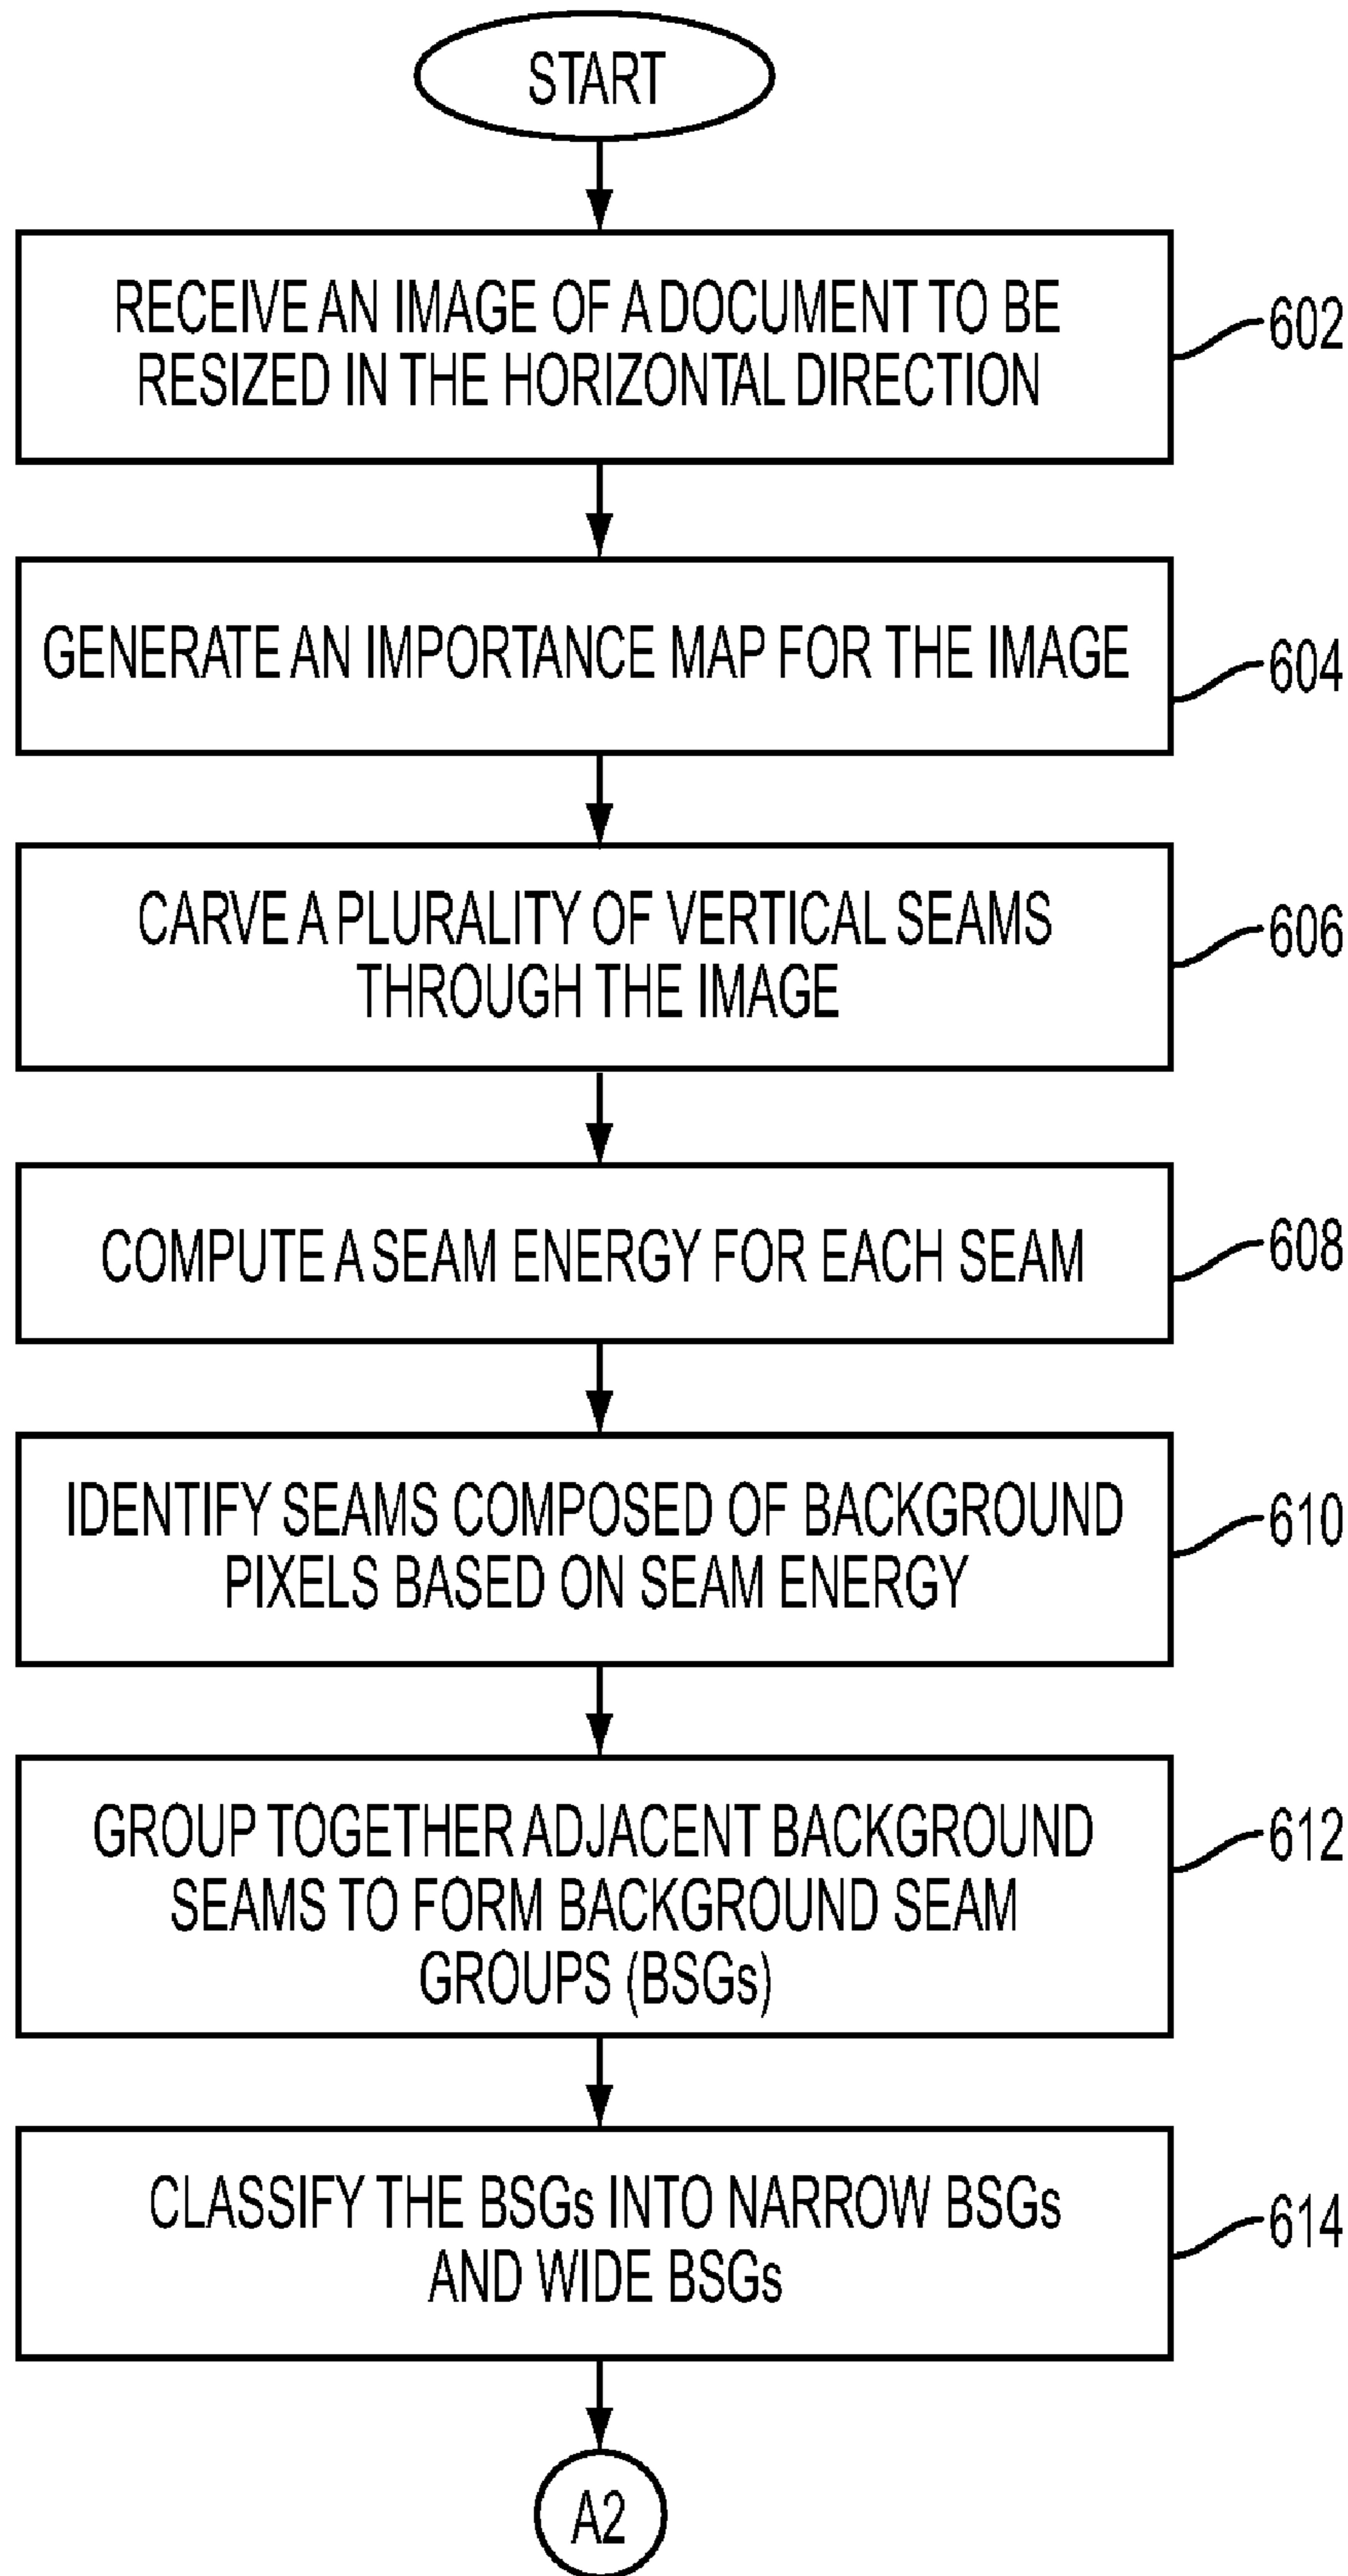 START
RECEIVE AN IMAGE OF A DOCUMENT TO BE
RESIZED IN THE HORIZONTAL DIRECTION
602
GENERATE AN IMPORTANCE MAP FOR THE IMAGE
604
CARVE A PLURALITY OF VERTICAL SEAMS
THROUGH THE IMAGE
606
COMPUTE A SEAM ENERGY FOR EACH SEAM
608
IDENTIFY SEAMS COMPOSED OF BACKGROUND
PIXELS BASED ON SEAM ENERGY
610
GROUP TOGETHER ADJACENT BACKGROUND
SEAMS TO FORM BACKGROUND SEAM
GROUPS (BSGs)
612
CLASSIFY THE BSGs INTO NARROW BSGs
AND WIDE BSGs
614
A2